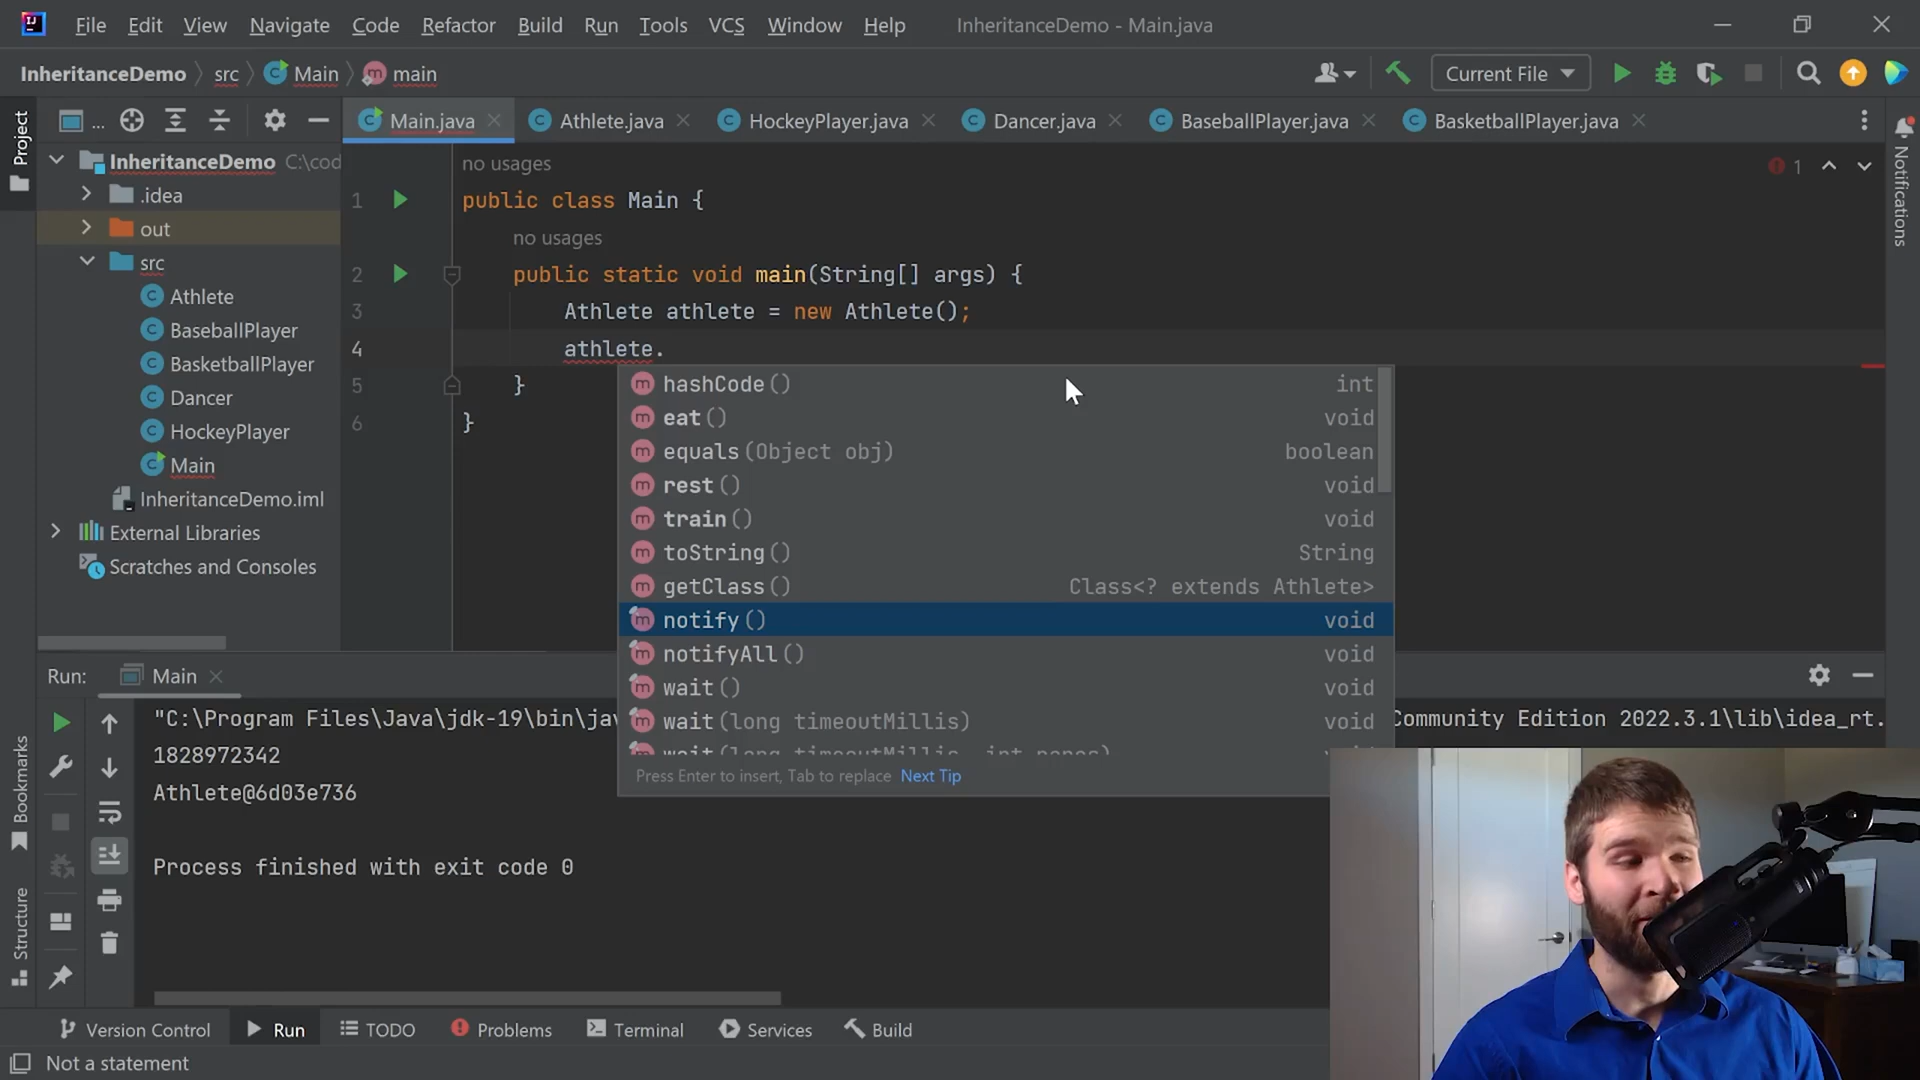 File Edit View Navigate Code Refactor Build Run Tools VCS Window Help InheritanceDemo - Main.java
InheritanceDemo src Main main Current File
Project
...
Main.java Athlete.java HockeyPlayer.java Dancer.java BaseballPlayer.java BasketballPlayer.java
Notifications
InheritanceDemo C:\cod
.idea
out
src
Athlete
BaseballPlayer
BasketballPlayer
Dancer
HockeyPlayer
Main
InheritanceDemo.iml
External Libraries
Scratches and Consoles
no usages
1
1 public class Main {
no usages
2 public static void main(String[] args) {
3 Athlete athlete = new Athlete();
4 athlete.
5 }
6 }
hashCode() int
eat() void
equals(Object obj) boolean
rest() void
train() void
toString() String
getClass() Class<? extends Athlete>
notify() void
notifyAll() void
wait() void
wait(long timeoutMillis) void
Press Enter to insert, Tab to replace Next Tip
Run: Main
"C:\Program Files\Java\jdk-19\bin\jav
Community Edition 2022.3.1\lib\idea_rt.
1828972342
Athlete@6d03e736
Process finished with exit code 0
Bookmarks
Structure
Version Control Run TODO Problems Terminal Services Build
Not a statement